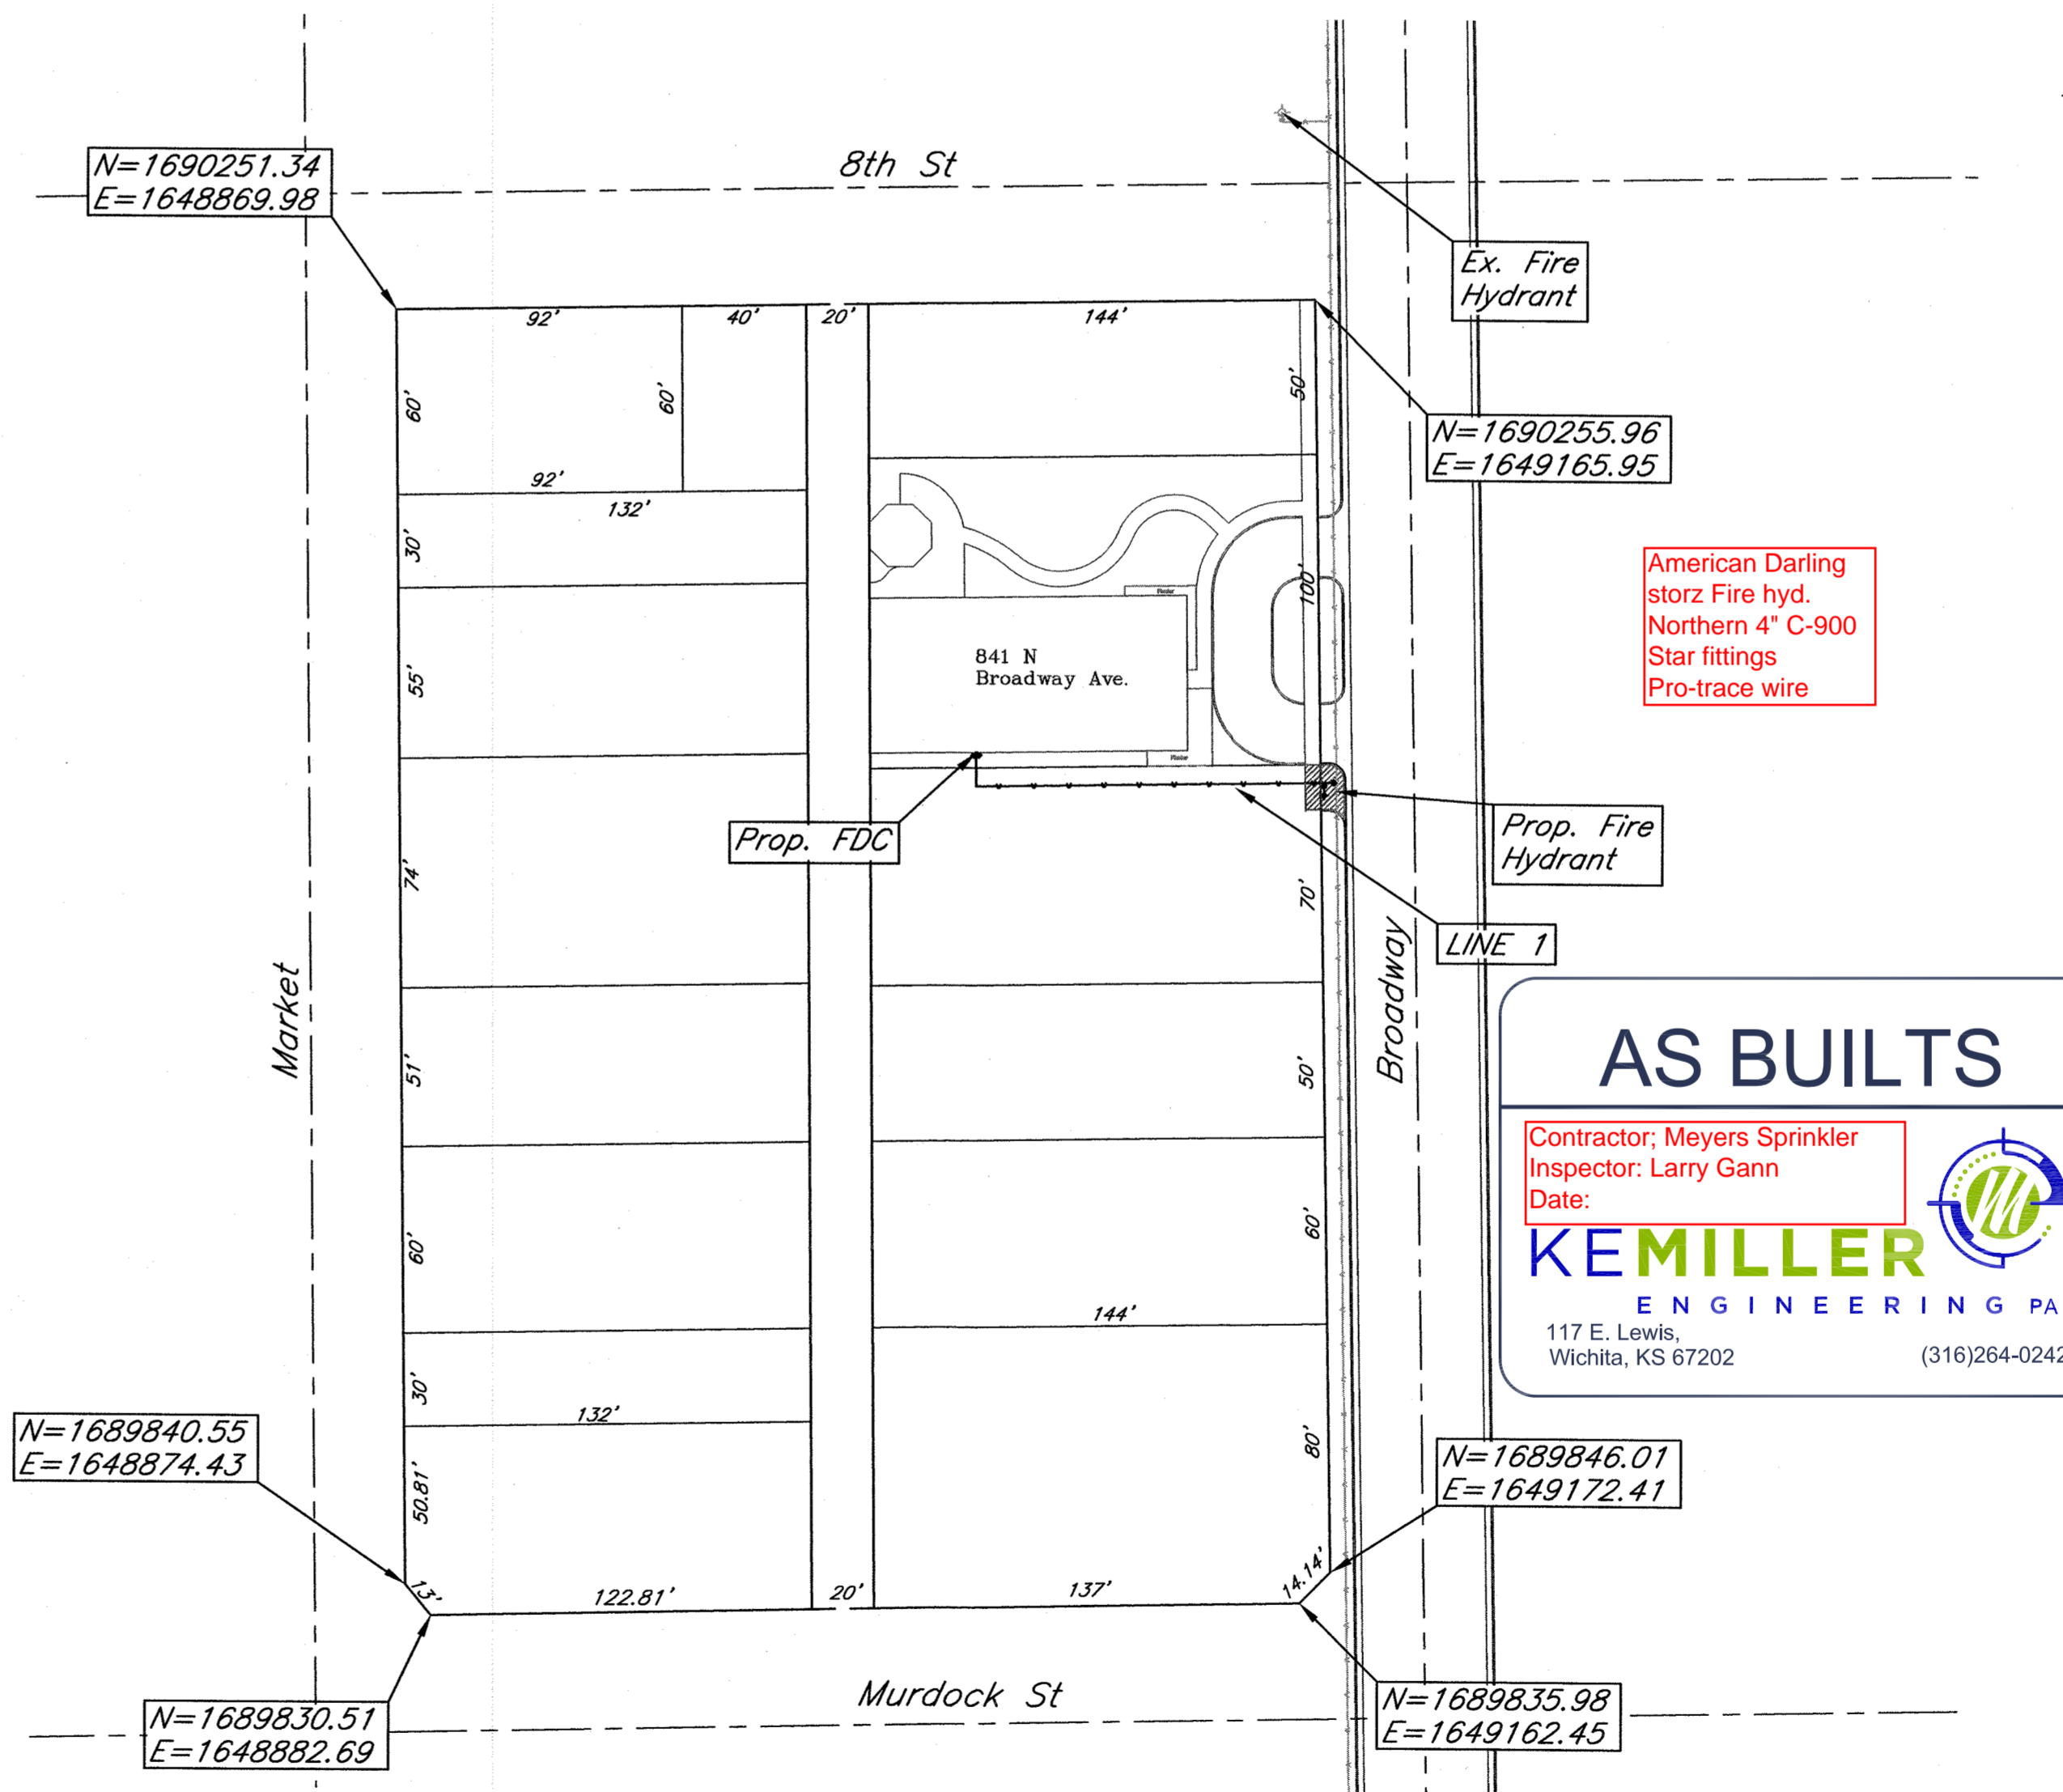 8th St
N=1690251.34
E=1648869.98
Ex. Fire
Hydrant
92'
40'
20'
144'
60'
60'
50'
N=1690255.96
E=1649165.95
92'
132'
30'
100'
American Darling
storz Fire hyd.
Northern 4" C-900
Star fittings
Pro-trace wire
Planter
841 N
Broadway Ave.
55'
Planter
Prop. FDC
Prop. Fire
Hydrant
74'
70'
LINE 1
Market
Broadway
51'
50'
AS BUILTS
Contractor; Meyers Sprinkler
Inspector: Larry Gann
Date:
KEMILLER
ENGINEERING PA
117 E. Lewis,
Wichita, KS 67202
(316)264-0242
60'
60'
144'
30'
132'
80'
N=1689840.55
E=1648874.43
50.81'
N=1689846.01
E=1649172.41
13'
122.81'
20'
137'
14.14'
Murdock St
N=1689830.51
E=1648882.69
N=1689835.98
E=1649162.45